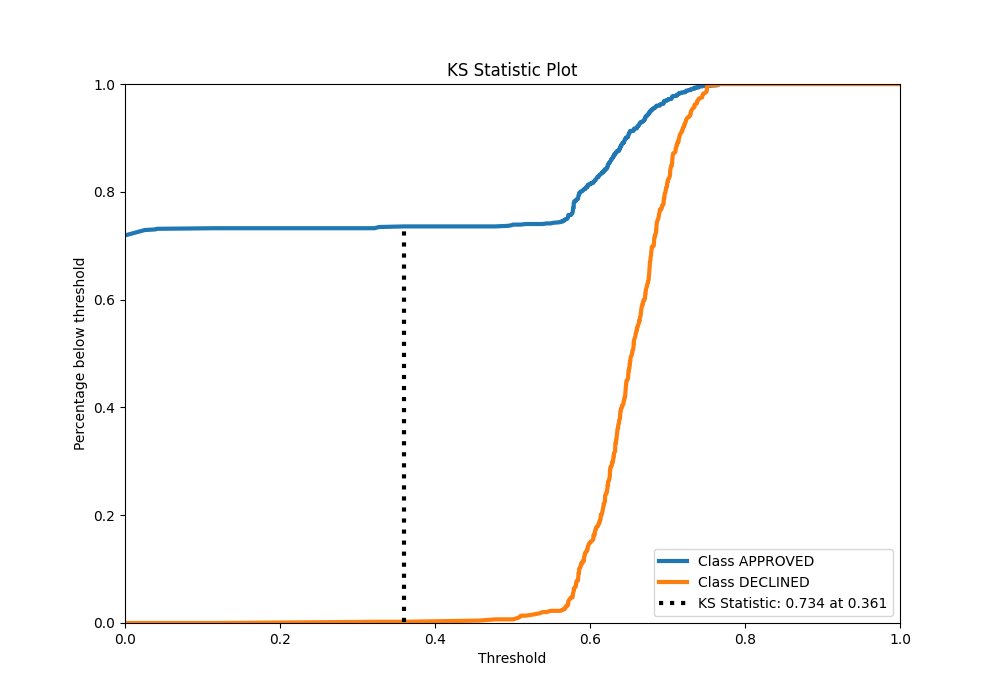 KS Statistic Plot
1.0
0.8
0.6
0.4
0.2
0.0
Percentage below threshold
0.0 0.2 0.4 0.6 0.8 1.0
Threshold
Class APPROVED
Class DECLINED
KS Statistic: 0.734 at 0.361